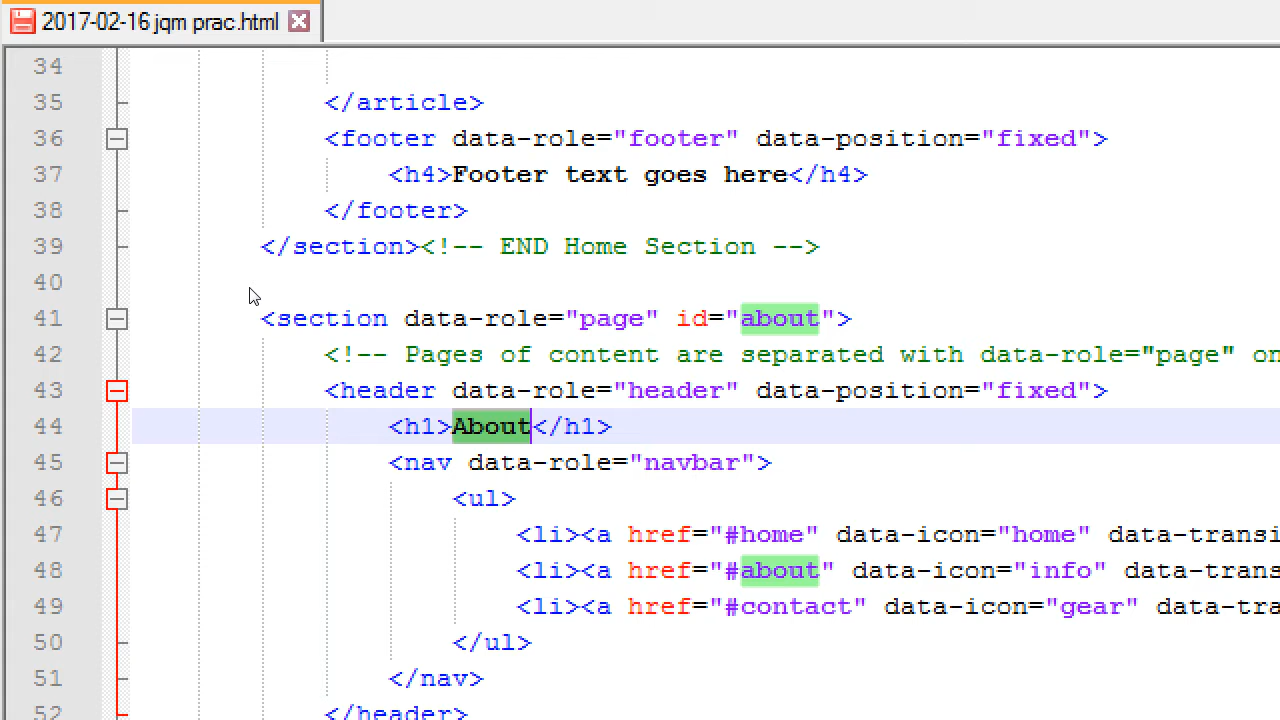 2017-02-16 jqm prac.html
34
35 </article>
36 <footer data-role="footer" data-position="fixed">
37 <h4>Footer text goes here</h4>
38 </footer>
39 </section><!-- END Home Section -->
40
41 <section data-role="page" id="about">
42 <!-- Pages of content are separated with data-role="page" on
43 <header data-role="header" data-position="fixed">
44 <h1>About</h1>
45 <nav data-role="navbar">
46 <ul>
47 <li><a href="#home" data-icon="home" data-transi
48 <li><a href="#about" data-icon="info" data-trans
49 <li><a href="#contact" data-icon="gear" data-tra
50 </ul>
51 </nav>
52 </header>